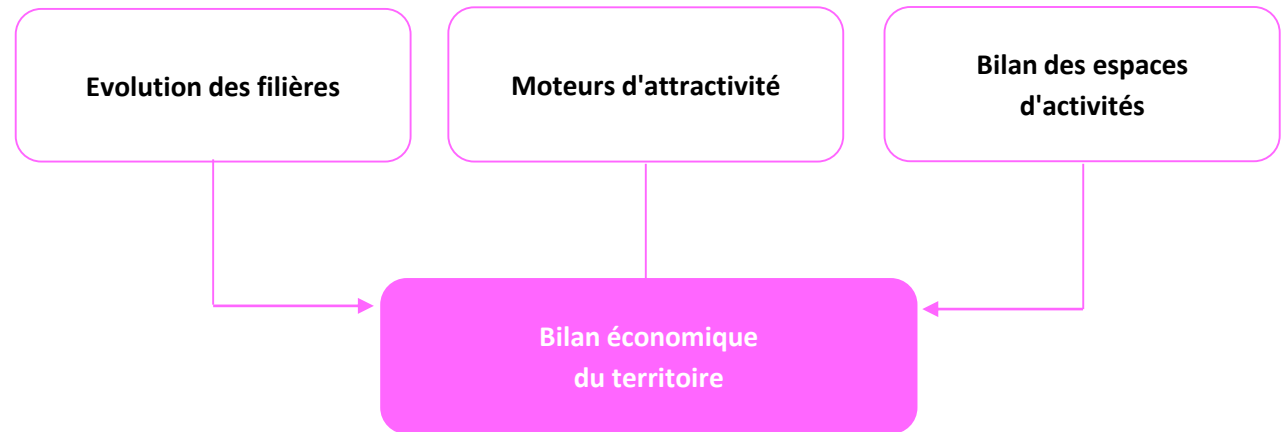 Evolution des filières
Moteurs d'attractivité
Bilan des espaces
d'activités
Bilan économique
du territoire